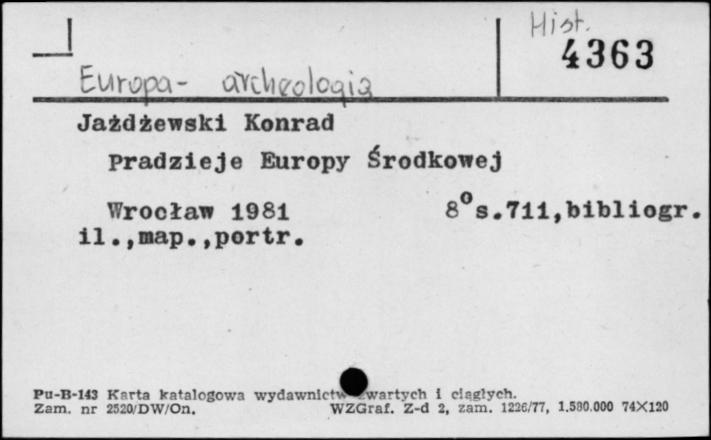 Hist.
4363
Europa - archeologia
Jażdżewski Konrad
Pradzieje Europy Środkowej
Wrocław 1981 8° s.711,bibliogr.
il.,map.,portr.
Pu-B-143 Karta katalogowa wydawnictw zwartych i ciągłych.
Zam. nr 2520/DW/On. WZGraf. Z-d 2, zam. 1226/77, 1.580.000 74X120